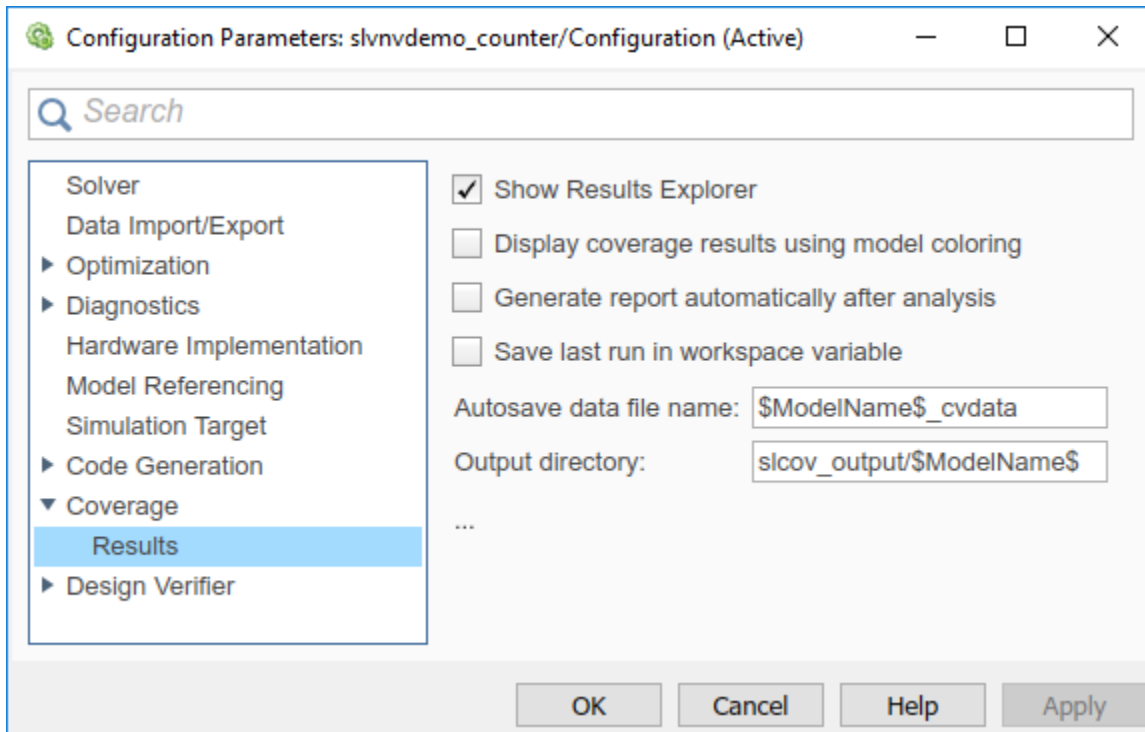 Configuration Parameters: slvnvdemo_counter/Configuration (Active)
Search
Solver
Data Import/Export
Optimization
Diagnostics
Hardware Implementation
Model Referencing
Simulation Target
Code Generation
Coverage
Results
Design Verifier
Show Results Explorer
Display coverage results using model coloring
Generate report automatically after analysis
Save last run in workspace variable
Autosave data file name: $ModelName$_cvdata
Output directory: slcov_output/$ModelName$
...
OK Cancel Help Apply